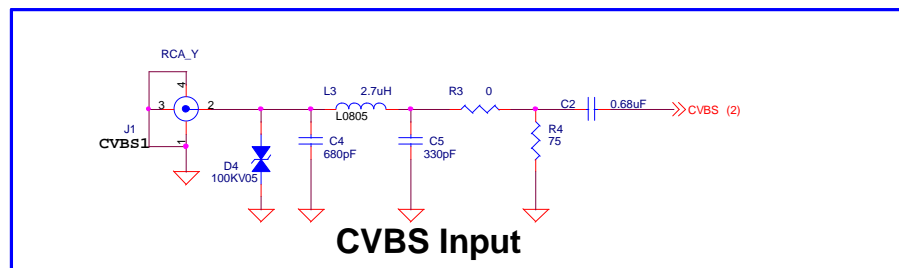 RCA_Y
4
3
2
1
J1
CVBS1
L3 2.7uH
L0805
R3 0
C2 0.68uF
CVBS (2)
D4
100KV05
C4
680pF
C5
330pF
R4
75
CVBS Input